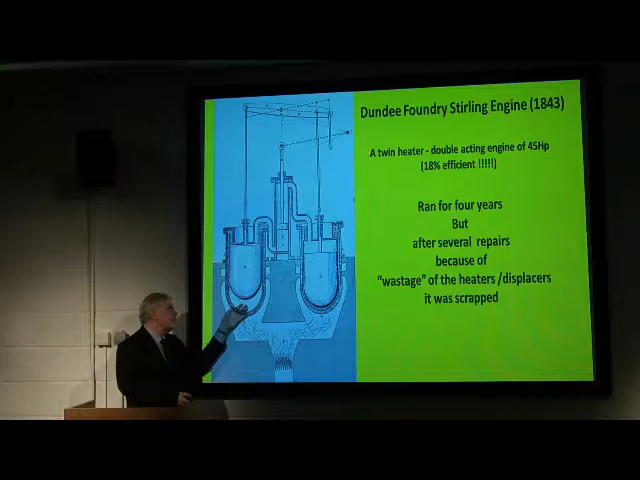 Dundee Foundry Stirling Engine (1843)
A twin heater - double acting engine of 45Hp
(18% efficient !!!!!)
Ran for four years
But
after several repairs
because of
"wastage" of the heaters/displacers
it was scrapped